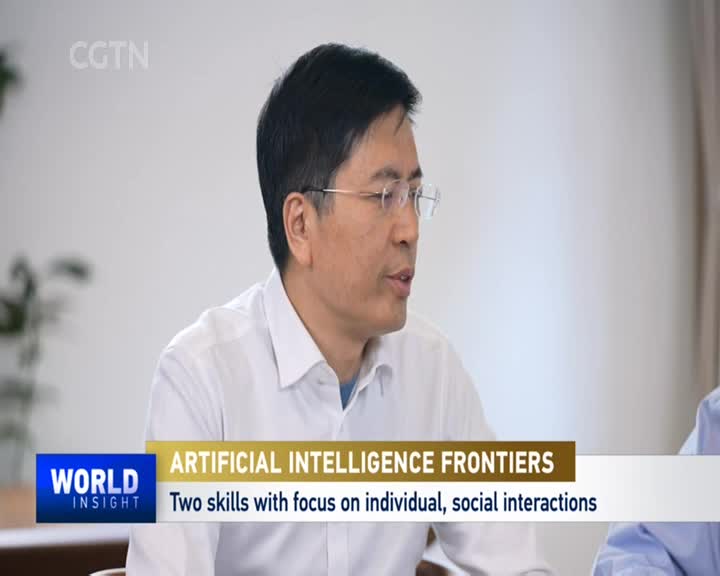 CGTN
ARTIFICIAL INTELLIGENCE FRONTIERS
WORLD
INSIGHT
Two skills with focus on individual, social interactions